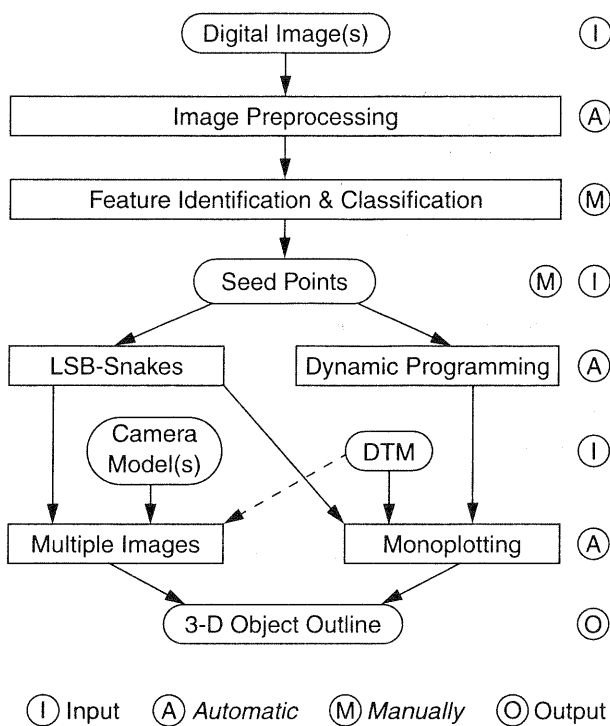 Digital Image(s) I
Image Preprocessing A
Feature Identification & Classification M
Seed Points M I
LSB-Snakes Dynamic Programming A
Camera
Model(s) DTM I
Multiple Images Monoplotting A
3-D Object Outline O
I Input A Automatic M Manually O Output